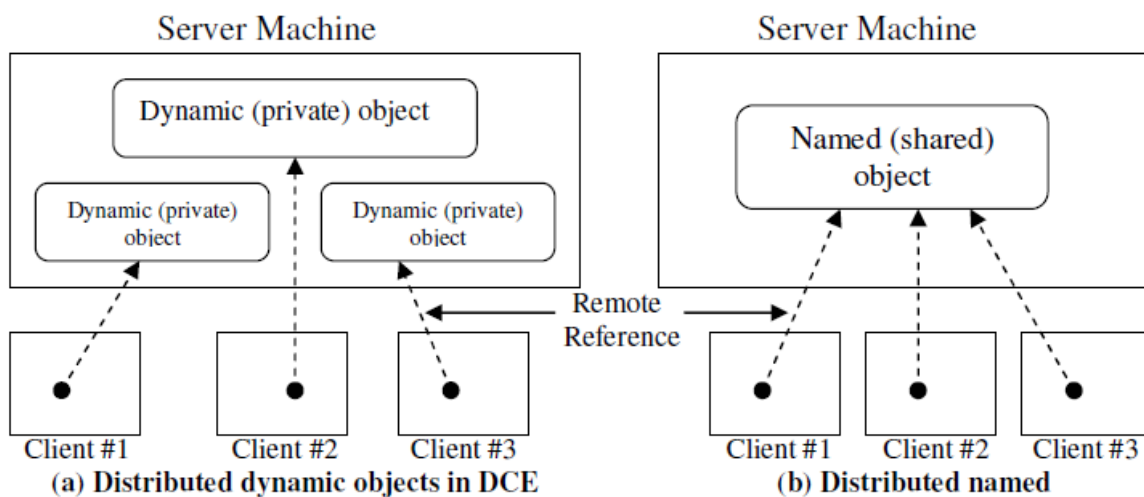 Server Machine
Dynamic (private) object
Dynamic (private)
object
Dynamic (private)
object
Client #1
Client #2
Client #3
(a) Distributed dynamic objects in DCE
Remote
Reference
Server Machine
Named (shared)
object
Client #1
Client #2
Client #3
(b) Distributed named